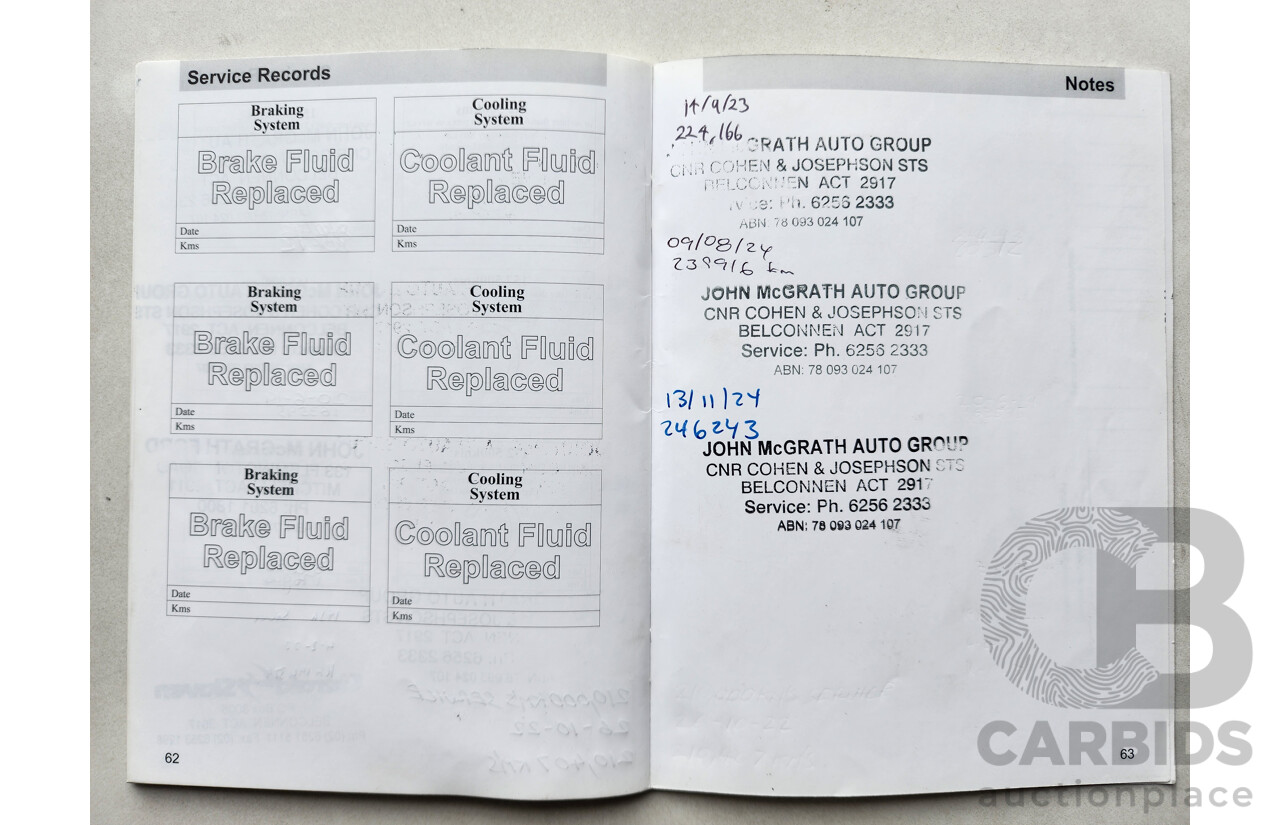 Service Records
Braking
System
Brake Fluid
Replaced
Date
Kms
Cooling
System
Coolant Fluid
Replaced
Date
Kms
Braking
System
Brake Fluid
Replaced
Date
Kms
Cooling
System
Coolant Fluid
Replaced
Date
Kms
Braking
System
Brake Fluid
Replaced
Date
Kms
Cooling
System
Coolant Fluid
Replaced
Date
Kms
62
Notes
14/9/23
224,166
GRATH AUTO GROUP
CNR COHEN & JOSEPHSON STS
BELCONNEN ACT 2917
Ph. 6256 2333
ABN: 78 093 024 107
09/08/24
km
JOHN McGRATH AUTO GROUP
CNR COHEN & JOSEPHSON STS
BELCONNEN ACT 2917
Service: Ph. 6256 2333
ABN: 78 093 024 107
13/11/24
246243
JOHN McGRATH AUTO GROUP
CNR COHEN & JOSEPHSON STS
BELCONNEN ACT 2917
Service: Ph. 6256 2333
ABN: 78 093 024 107
63
CARBIDS
auctionplace